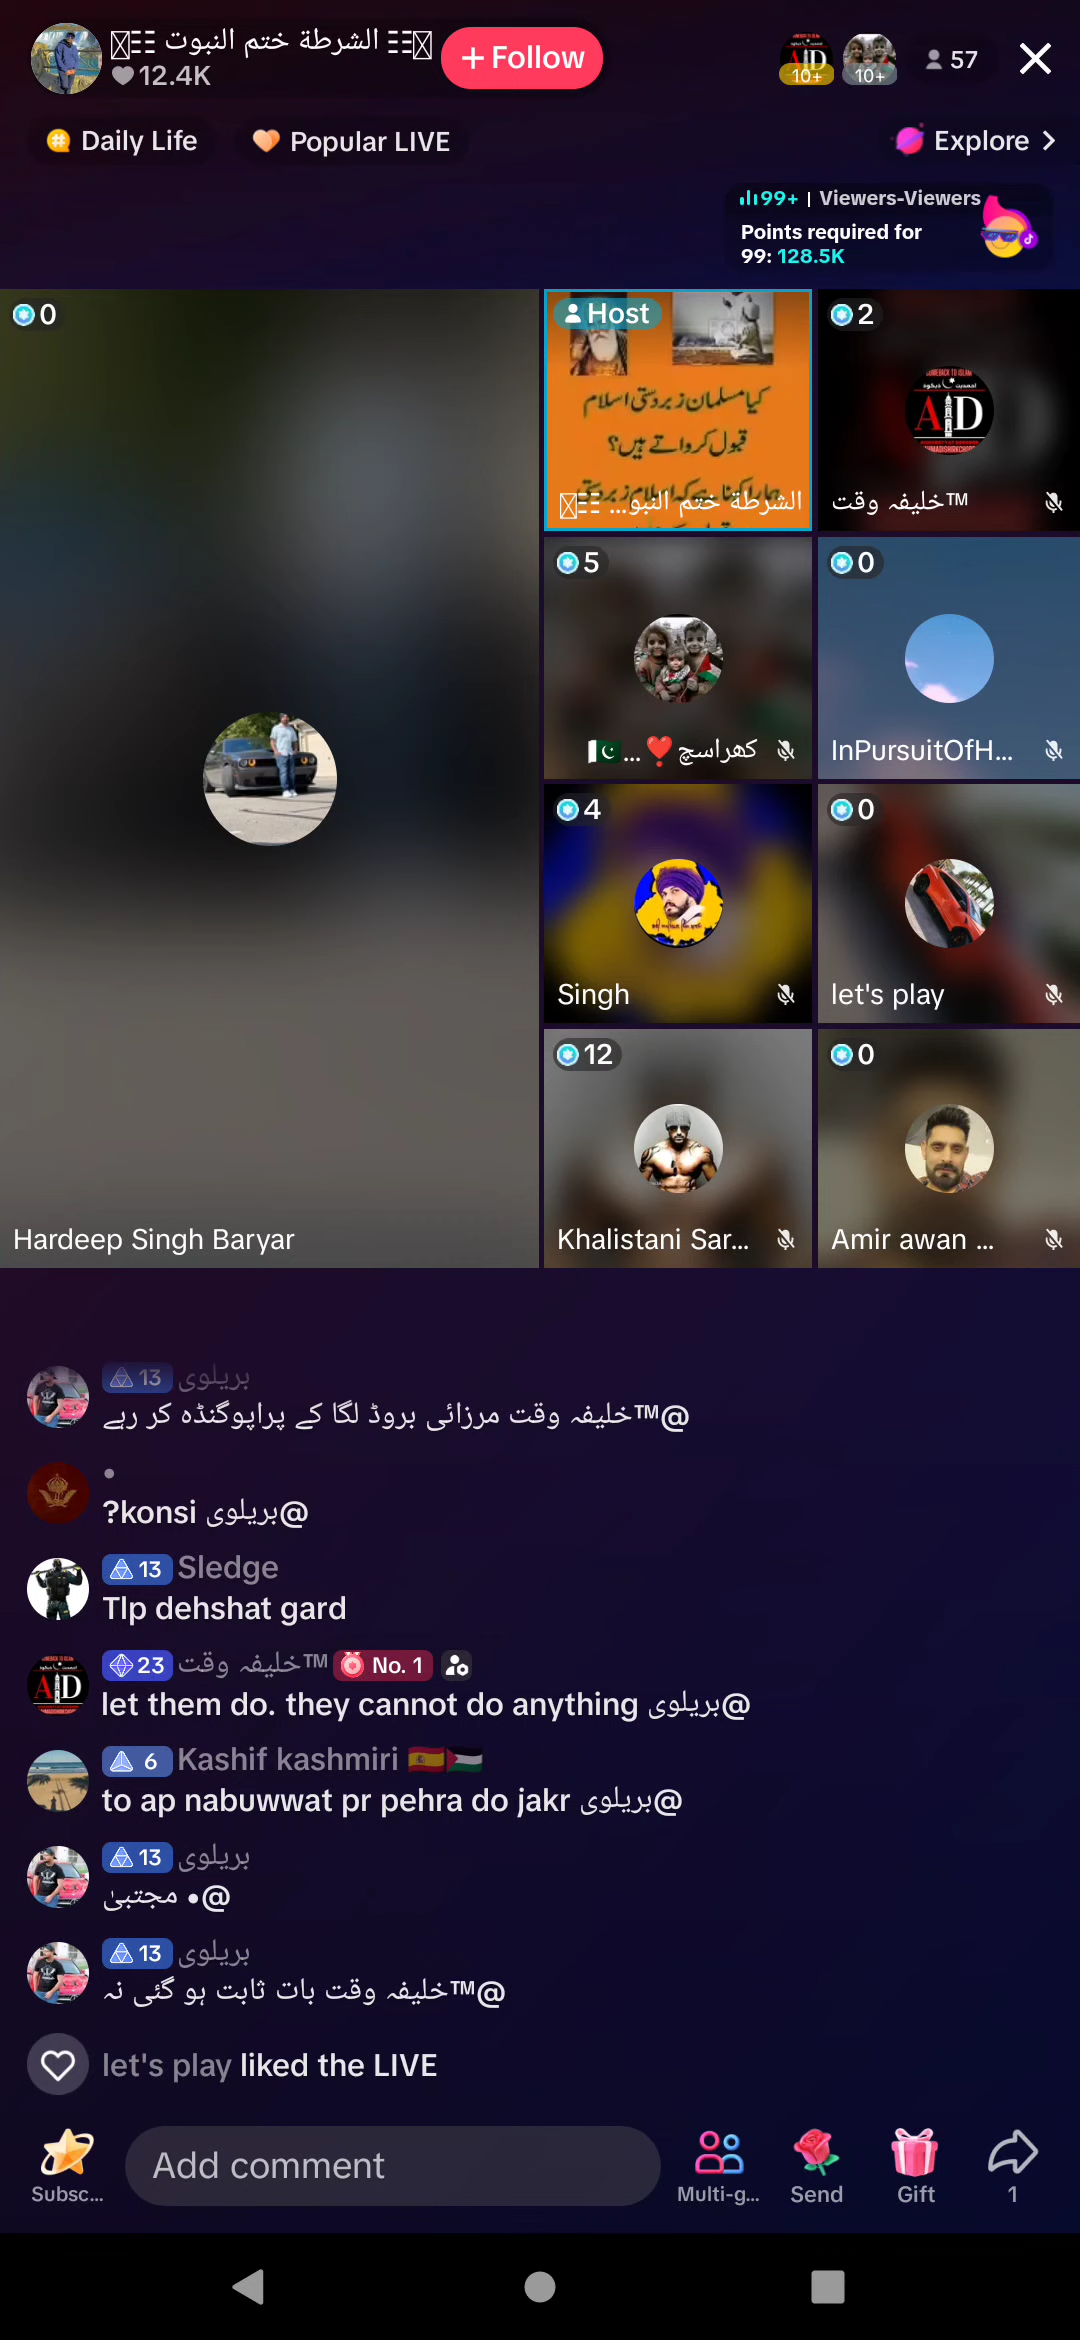 ☷ الشرطة ختم النبوت ☷
12.4K
+ Follow
10+
10+
57
Daily Life
Popular LIVE
Explore
99+ | Viewers-Viewers
Points required for
99: 128.5K
0
Hardeep Singh Baryar
Host
کیا مسلمان زبردستی اسلام
قبول کرواتے ہیں؟
☷ الشرطة ختم النبو...
2
COMEBACK TO ISLAM
AD
خلیفہ وقت™
5
کھراسچ❤️...🇵🇰
0
InPursuitOfH...
4
Singh
0
let's play
12
Khalistani Sar...
0
Amir awan ...
13 بریلوی
@خلیفہ وقت™ مرزائی بروڈ لگا کے پراپوگنڈہ کر رہے
•
@بریلوی konsi?
13 Sledge
Tlp dehshat gard
23 خلیفہ وقت™ No. 1
let them do. they cannot do anything بریلوی@
6 Kashif kashmiri 🇪🇸🇵🇸
to ap nabuwwat pr pehra do jakr بریلوی@
13 بریلوی
@• مجتبیٰ
13 بریلوی
@خلیفہ وقت™ بات ثابت ہو گئی نہ
let's play liked the LIVE
Add comment
Subsc...
Multi-g...
Send
Gift
1